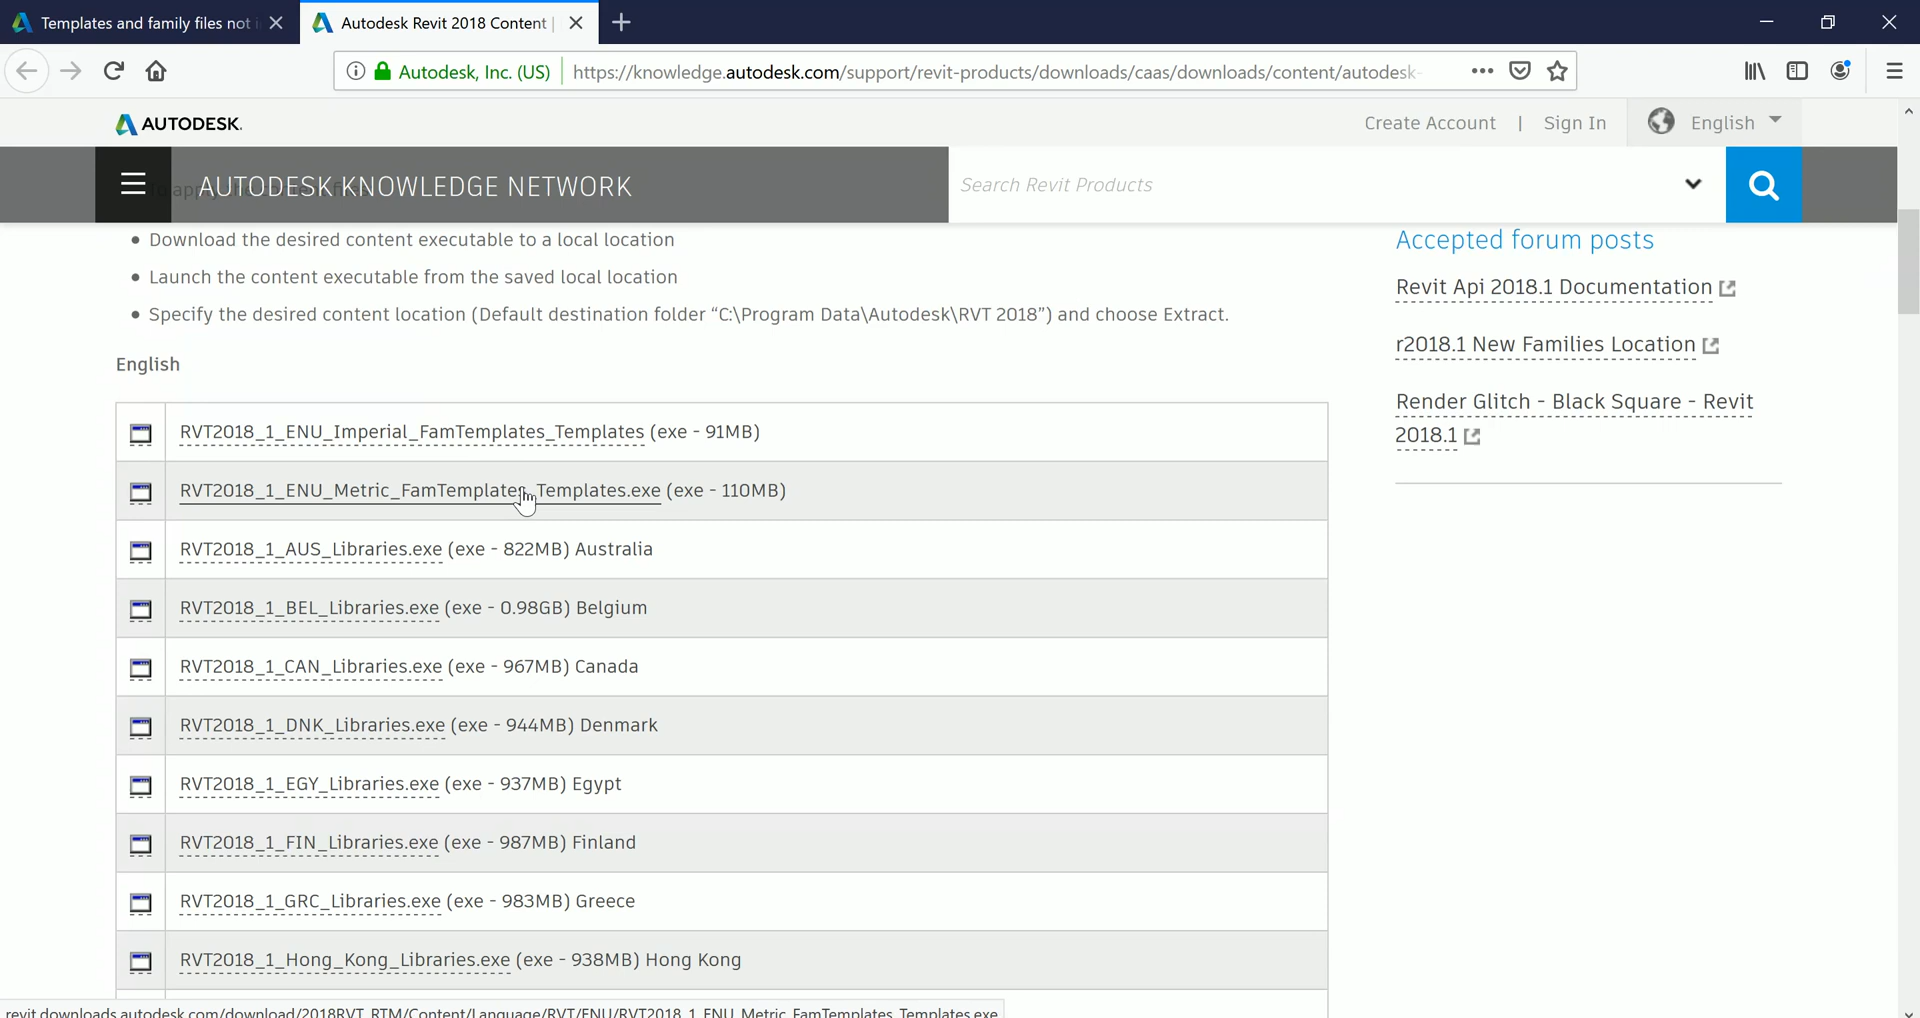 Templates and family files not i
Autodesk Revit 2018 Content |
Autodesk, Inc. (US)
https://knowledge.autodesk.com/support/revit-products/downloads/caas/downloads/content/autodesk-
AUTODESK.
Create Account | Sign In
English
AUTODESK KNOWLEDGE NETWORK
Search Revit Products
• Download the desired content executable to a local location
• Launch the content executable from the saved local location
• Specify the desired content location (Default destination folder “C:\Program Data\Autodesk\RVT 2018”) and choose Extract.
English
RVT2018_1_ENU_Imperial_FamTemplates_Templates (exe - 91MB)
RVT2018_1_ENU_Metric_FamTemplates_Templates.exe (exe - 110MB)
RVT2018_1_AUS_Libraries.exe (exe - 822MB) Australia
RVT2018_1_BEL_Libraries.exe (exe - 0.98GB) Belgium
RVT2018_1_CAN_Libraries.exe (exe - 967MB) Canada
RVT2018_1_DNK_Libraries.exe (exe - 944MB) Denmark
RVT2018_1_EGY_Libraries.exe (exe - 937MB) Egypt
RVT2018_1_FIN_Libraries.exe (exe - 987MB) Finland
RVT2018_1_GRC_Libraries.exe (exe - 983MB) Greece
RVT2018_1_Hong_Kong_Libraries.exe (exe - 938MB) Hong Kong
Accepted forum posts
Revit Api 2018.1 Documentation
r2018.1 New Families Location
Render Glitch - Black Square - Revit
2018.1
revit.downloads.autodesk.com/download/2018RVT_RTM/Content/Language/RVT/ENU/RVT2018_1_ENU_Metric_FamTemplates_Templates.exe